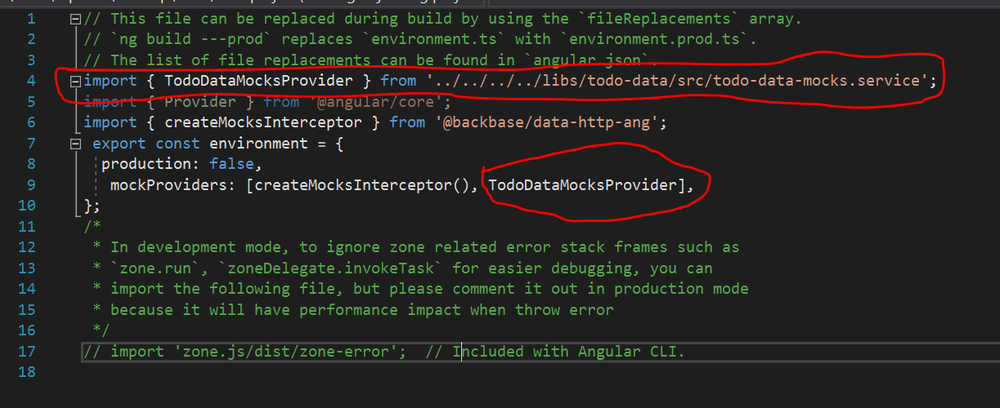 1 // This file can be replaced during build by using the `fileReplacements` array.
2 // `ng build ---prod` replaces `environment.ts` with `environment.prod.ts`.
3 // The list of file replacements can be found in `angular.json`.
4 import { TodoDataMocksProvider } from '../../../../libs/todo-data/src/todo-data-mocks.service';
5 import { Provider } from '@angular/core';
6 import { createMocksInterceptor } from '@backbase/data-http-ang';
7 export const environment = {
8 production: false,
9 mockProviders: [createMocksInterceptor(), TodoDataMocksProvider],
10 };
11 /*
12 * In development mode, to ignore zone related error stack frames such as
13 * `zone.run`, `zoneDelegate.invokeTask` for easier debugging, you can
14 * import the following file, but please comment it out in production mode
15 * because it will have performance impact when throw error
16 */
17 // import 'zone.js/dist/zone-error';  // Included with Angular CLI.
18